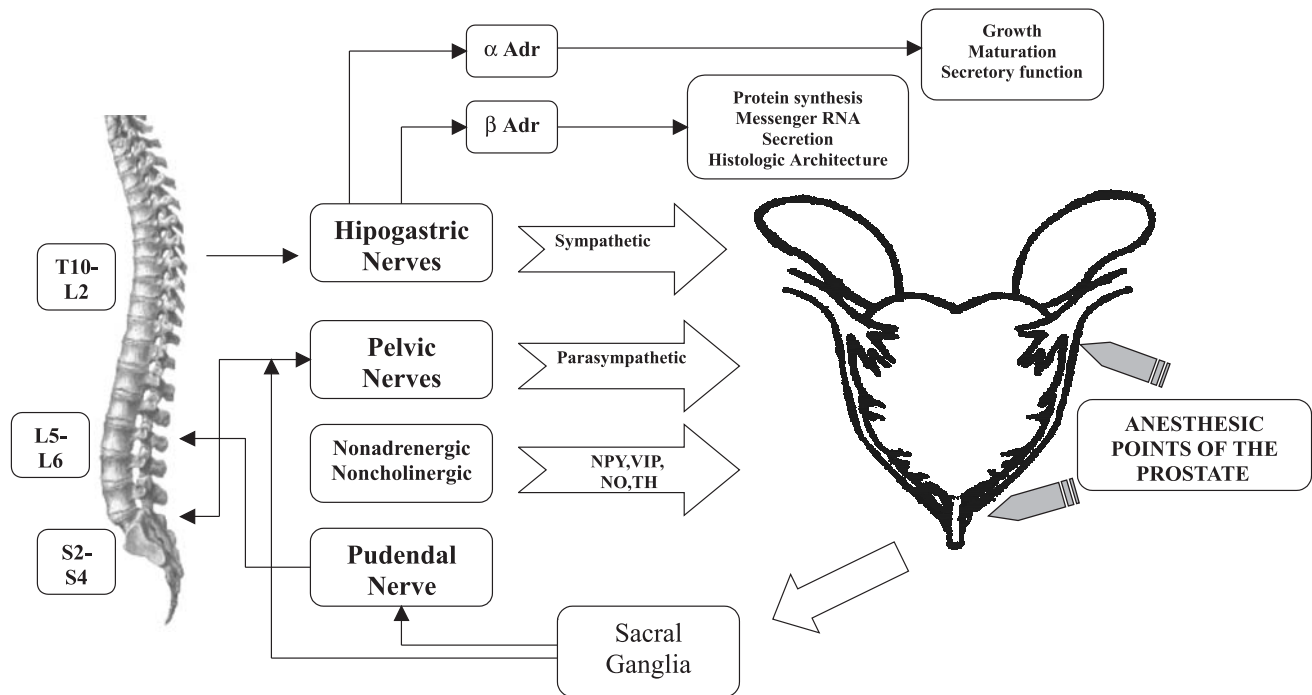 α Adr
Growth
Maturation
Secretory function
β Adr
Protein synthesis
Messenger RNA
Secretion
Histologic Architecture
T10-
L2
Hipogastric
Nerves
Sympathetic
Pelvic
Nerves
Parasympathetic
L5-
L6
Nonadrenergic
Noncholinergic
NPY,VIP,
NO,TH
ANESTHESIC
POINTS OF THE
PROSTATE
S2-
S4
Pudendal
Nerve
Sacral
Ganglia